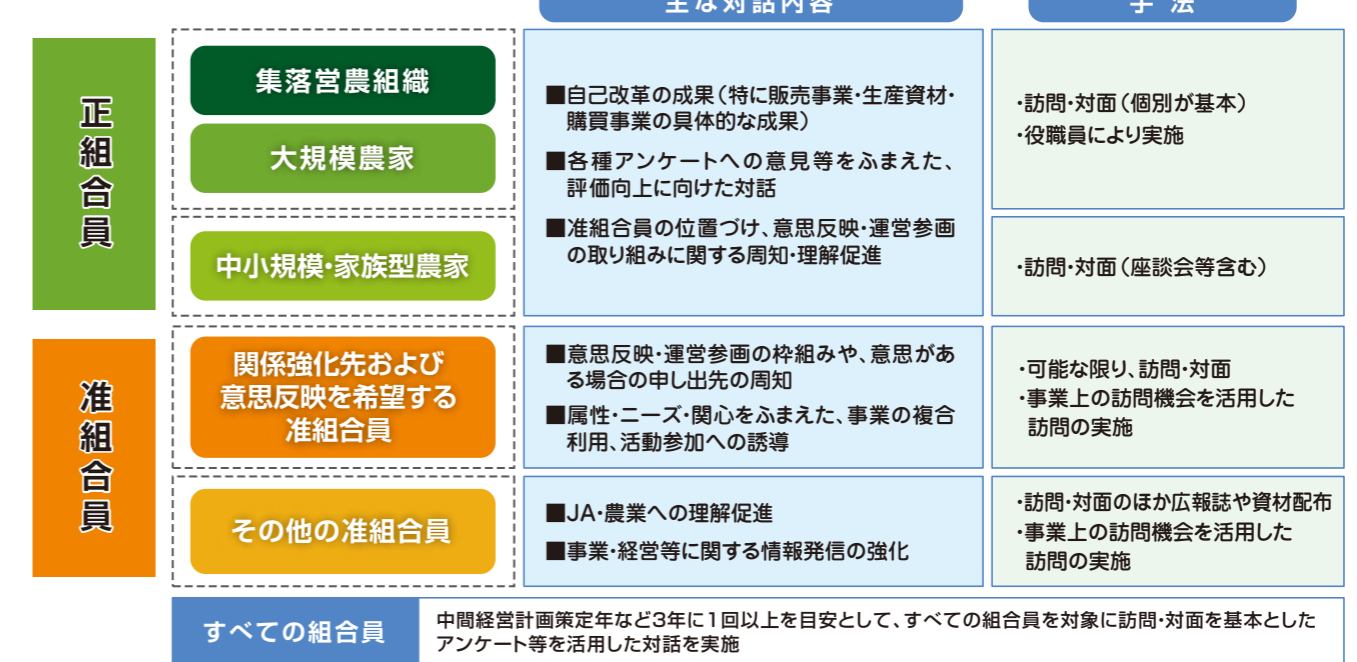 主な対話内容
手法
正組合員
集落営農組織
大規模農家
■自己改革の成果（特に販売事業・生産資材・
購買事業の具体的な成果）
■各種アンケートへの意見等をふまえた、
評価向上に向けた対話
■准組合員の位置づけ、意思反映・運営参画
の取り組みに関する周知・理解促進
・訪問・対面（個別が基本）
・役職員により実施
中小規模・家族型農家
・訪問・対面（座談会等含む）
准組合員
関係強化先および
意思反映を希望する
准組合員
■意思反映・運営参画の枠組みや、意思があ
る場合の申し出先の周知
■属性・ニーズ・関心をふまえた、事業の複合
利用、活動参加への誘導
・可能な限り、訪問・対面
・事業上の訪問機会を活用した
訪問の実施
その他の准組合員
■JA・農業への理解促進
■事業・経営等に関する情報発信の強化
・訪問・対面のほか広報誌や資材配布
・事業上の訪問機会を活用した
訪問の実施
すべての組合員
中間経営計画策定年など3年に1回以上を目安として、すべての組合員を対象に訪問・対面を基本とした
アンケート等を活用した対話を実施